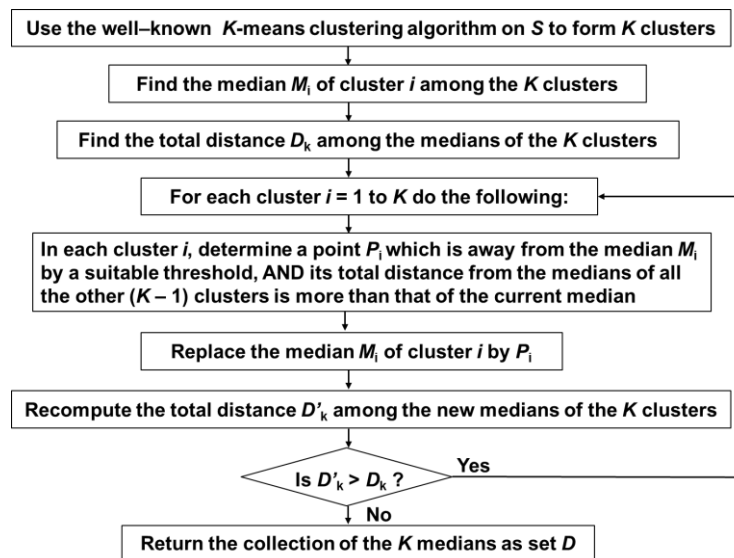 Use the well–known K-means clustering algorithm on S to form K clusters
Find the median Mi of cluster i among the K clusters
Find the total distance Dk among the medians of the K clusters
For each cluster i = 1 to K do the following:
In each cluster i, determine a point Pi which is away from the median Mi
by a suitable threshold, AND its total distance from the medians of all
the other (K – 1) clusters is more than that of the current median
Replace the median Mi of cluster i by Pi
Recompute the total distance D'k among the new medians of the K clusters
Is D'k > Dk ?
Yes
No
Return the collection of the K medians as set D